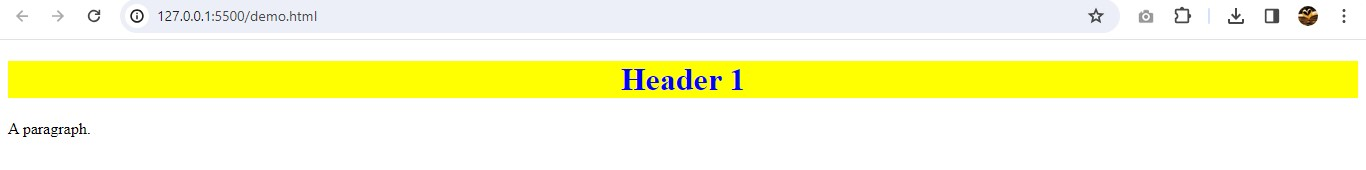 127.0.0.1:5500/demo.html
Header 1
A paragraph.